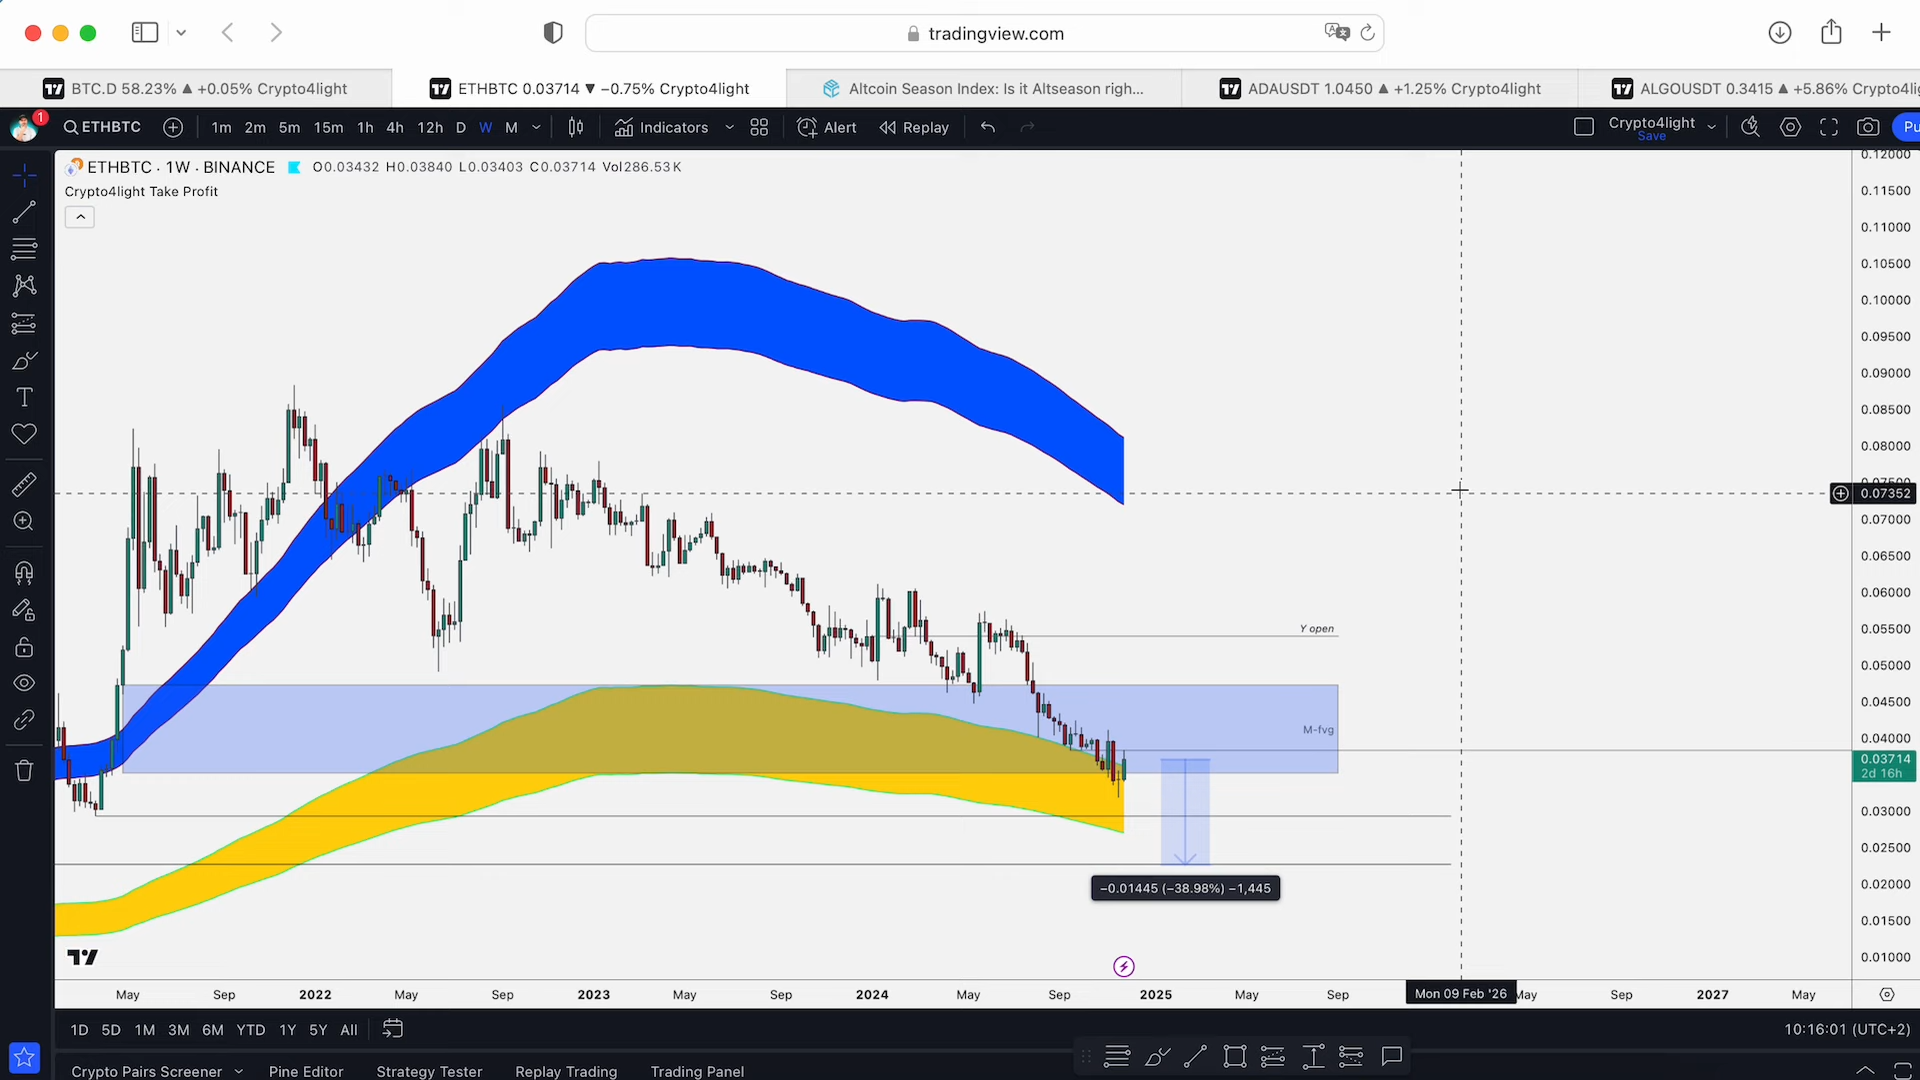 tradingview.com
BTC.D 58.23% ▲ +0.05% Crypto4light
ETHBTC 0.03714 ▼ −0.75% Crypto4light
Altcoin Season Index: Is it Altseason righ...
ADAUSDT 1.0450 ▲ +1.25% Crypto4light
ALGOUSDT 0.3415 ▲ +5.86% Crypto4lig
1
ETHBTC
1m 2m 5m 15m 1h 4h 12h D W M
Indicators
Alert
Replay
Crypto4light
Save
Pu
ETHBTC · 1W · BINANCE
O0.03432 H0.03840 L0.03403 C0.03714 Vol286.53K
Crypto4light Take Profit
0.12000
0.11500
0.11000
0.10500
0.10000
0.09500
0.09000
0.08500
0.08000
0.07352
0.07000
0.06500
0.06000
0.05500
0.05000
0.04500
0.04000
0.03714
2d 16h
0.03000
0.02500
0.02000
0.01500
0.01000
Y open
M-fvg
−0.01445 (−38.98%) −1,445
May Sep 2022 May Sep 2023 May Sep 2024 May Sep 2025 May Sep Mon 09 Feb '26 May Sep 2027 May
1D 5D 1M 3M 6M YTD 1Y 5Y All
10:16:01 (UTC+2)
Crypto Pairs Screener
Pine Editor
Strategy Tester
Replay Trading
Trading Panel